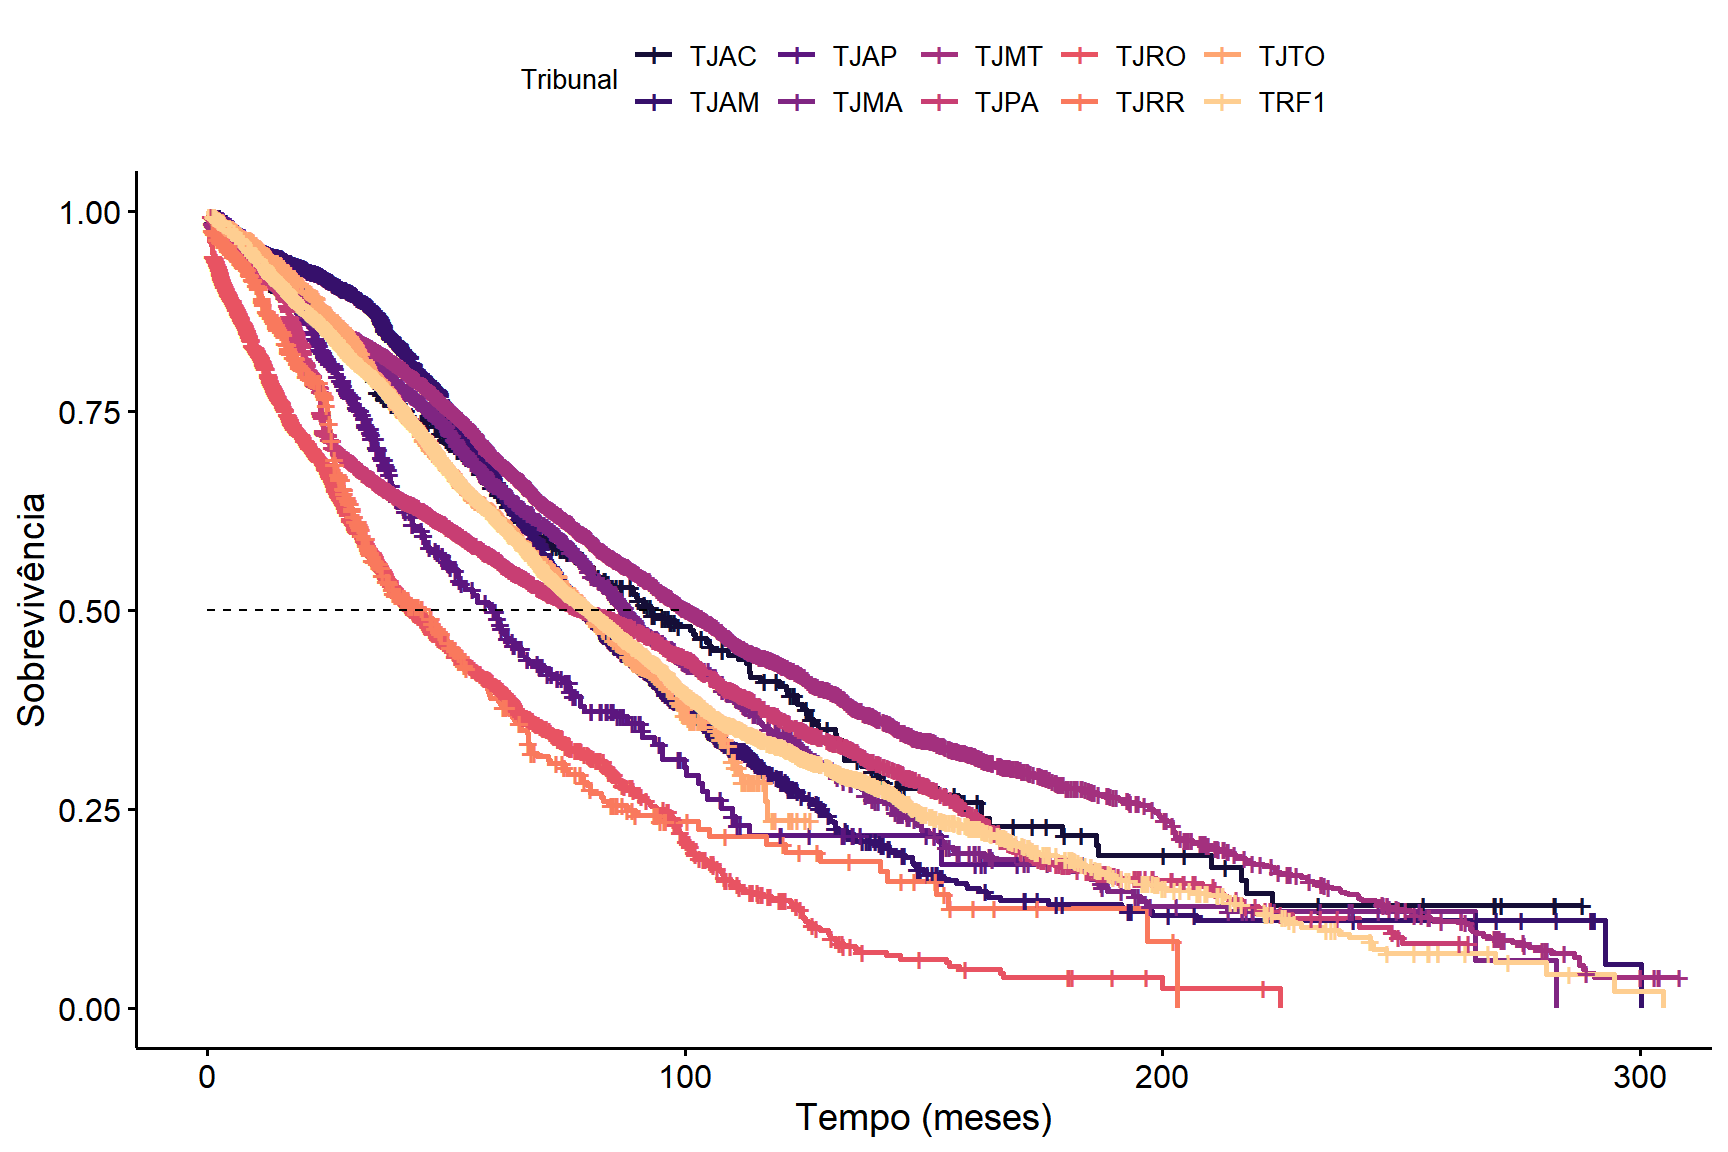 Tribunal
TJAC TJAP TJMT TJRO TJTO
TJAM TJMA TJPA TJRR TRF1
Sobrevivência
1.00
0.75
0.50
0.25
0.00
0 100 200 300
Tempo (meses)